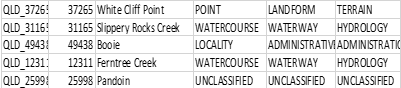 QLD_37265 37265 White Cliff Point POINT LANDFORM TERRAIN
QLD_31165 31165 Slippery Rocks Creek WATERCOURSE WATERWAY HYDROLOGY
QLD_49438 49438 Booie LOCALITY ADMINISTRATIVE ADMINISTRATIO
QLD_12311 12311 Ferntree Creek WATERCOURSE WATERWAY HYDROLOGY
QLD_25998 25998 Pandoin UNCLASSIFIED UNCLASSIFIED UNCLASSIFIED